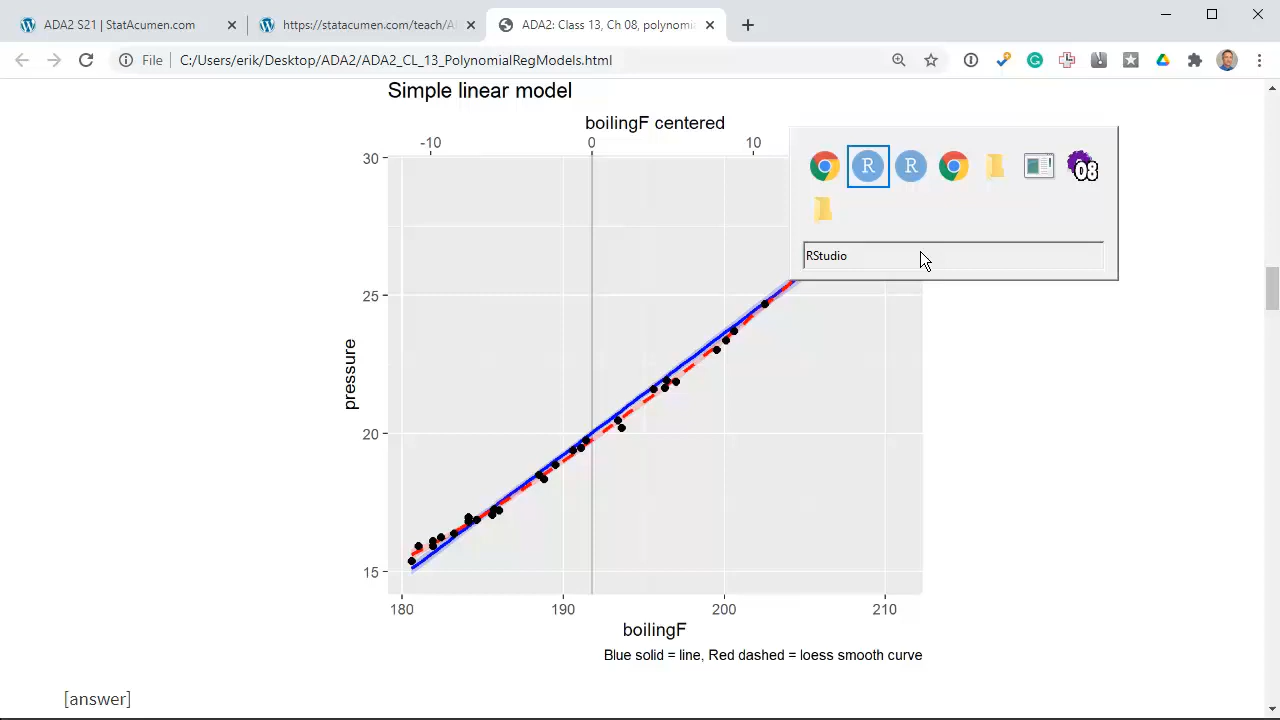 ADA2 S21 | StatAcumen.com
https://statacumen.com/teach/A
ADA2: Class 13, Ch 08, polynomi
File
C:/Users/erik/Desktop/ADA2/ADA2_CL_13_PolynomialRegModels.html
Simple linear model
boilingF centered
-10 0 10
30
25
20
15
pressure
180 190 200 210
boilingF
Blue solid = line, Red dashed = loess smooth curve
R R
08
RStudio
[answer]